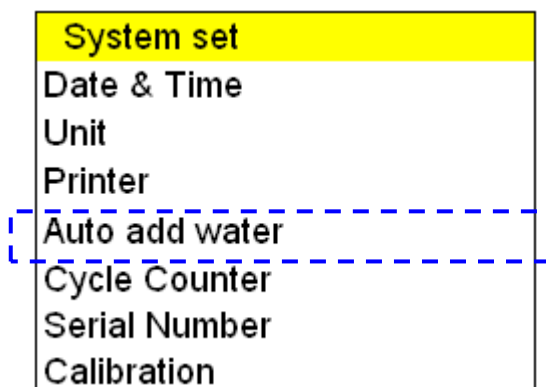 System set
Date & Time
Unit
Printer
Auto add water
Cycle Counter
Serial Number
Calibration